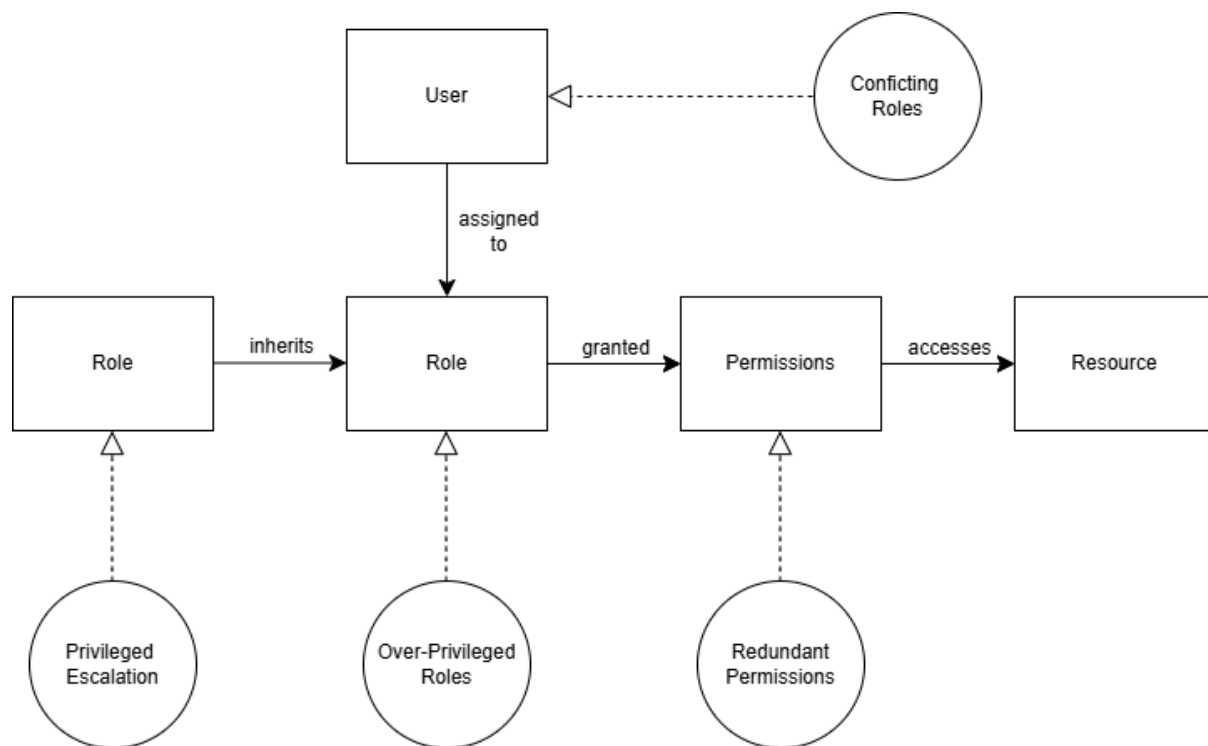 User
Conficting
Roles
assigned
to
Role
inherits
Role
granted
Permissions
accesses
Resource
Privileged
Escalation
Over-Privileged
Roles
Redundant
Permissions